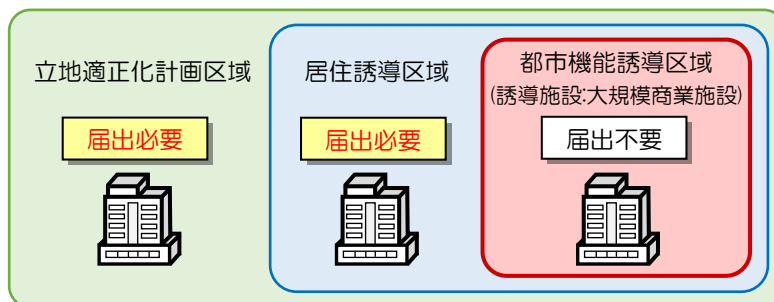 立地適正化計画区域
届出必要
居住誘導区域
届出必要
都市機能誘導区域
(誘導施設:大規模商業施設)
届出不要